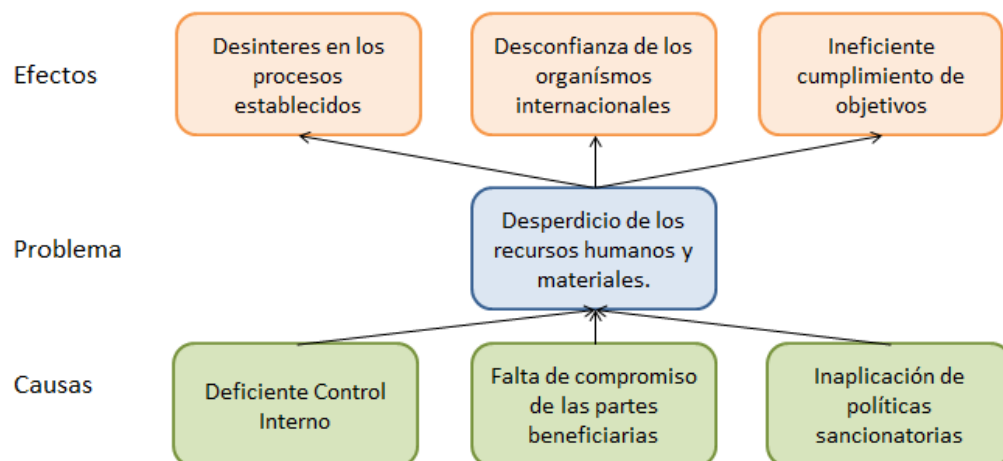 Efectos
Desinteres en los
procesos
establecidos
Desconfianza de los
organísmos
internacionales
Ineficiente
cumplimiento de
objetivos
Problema
Desperdicio de los
recursos humanos y
materiales.
Causas
Deficiente Control
Interno
Falta de compromiso
de las partes
beneficiarias
Inaplicación de
políticas
sancionatorias